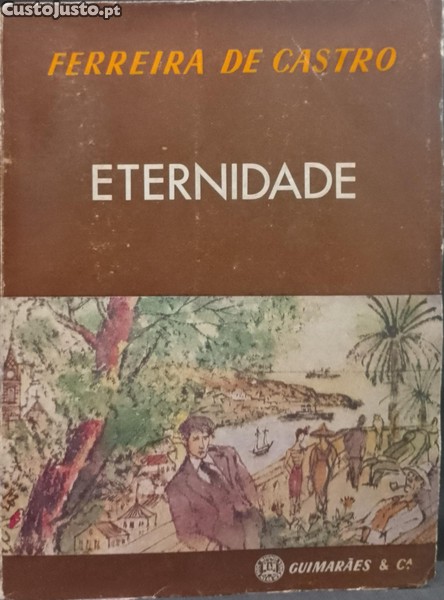 CustoJusto.pt
FERREIRA DE CASTRO
ETERNIDADE
GUIMARÃES & Cª.